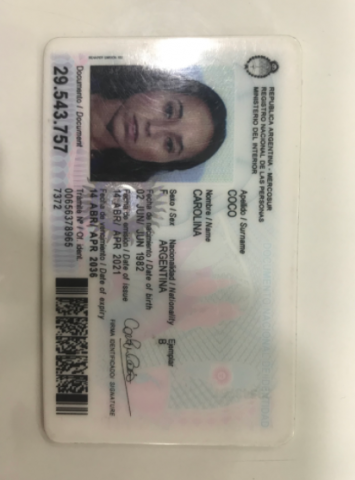 REPUBLICA ARGENTINA - MERCOSUR
REGISTRO NACIONAL DE LAS PERSONAS
MINISTERIO DEL INTERIOR
Apellido / Surname
COCO
Nombre / Name
CAROLINA
Sexo / Sex Nacionalidad / Nationality Ejemplar
F ARGENTINA B
Fecha de nacimiento / Date of birth
02 JUN/ JUN 1982
Fecha de emisión / Date of issue
14 ABR/ APR 2021
Fecha de vencimiento / Date of expiry
14 ABR/ APR 2036
FIRMA IDENTIFICADO/ SIGNATURE
Documento / Document
29.543.757
Trámite Nº / Of. ident.
00656378965
7372